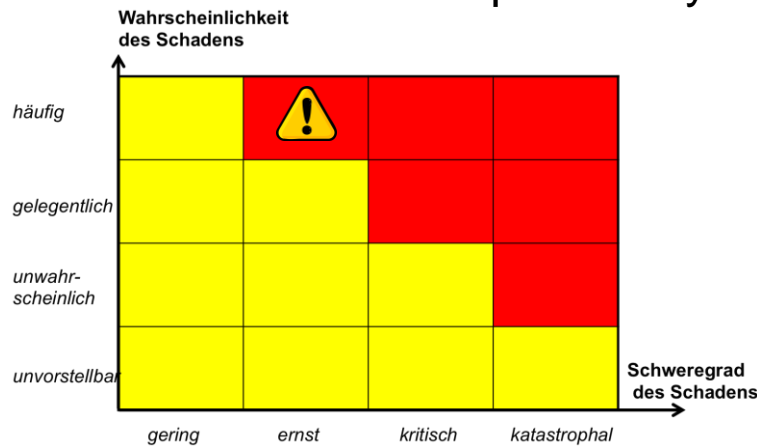 Wahrscheinlichkeit
des Schadens
häufig
gelegentlich
unwahr-
scheinlich
unvorstellbar
Schweregrad
des Schadens
gering
ernst
kritisch
katastrophal